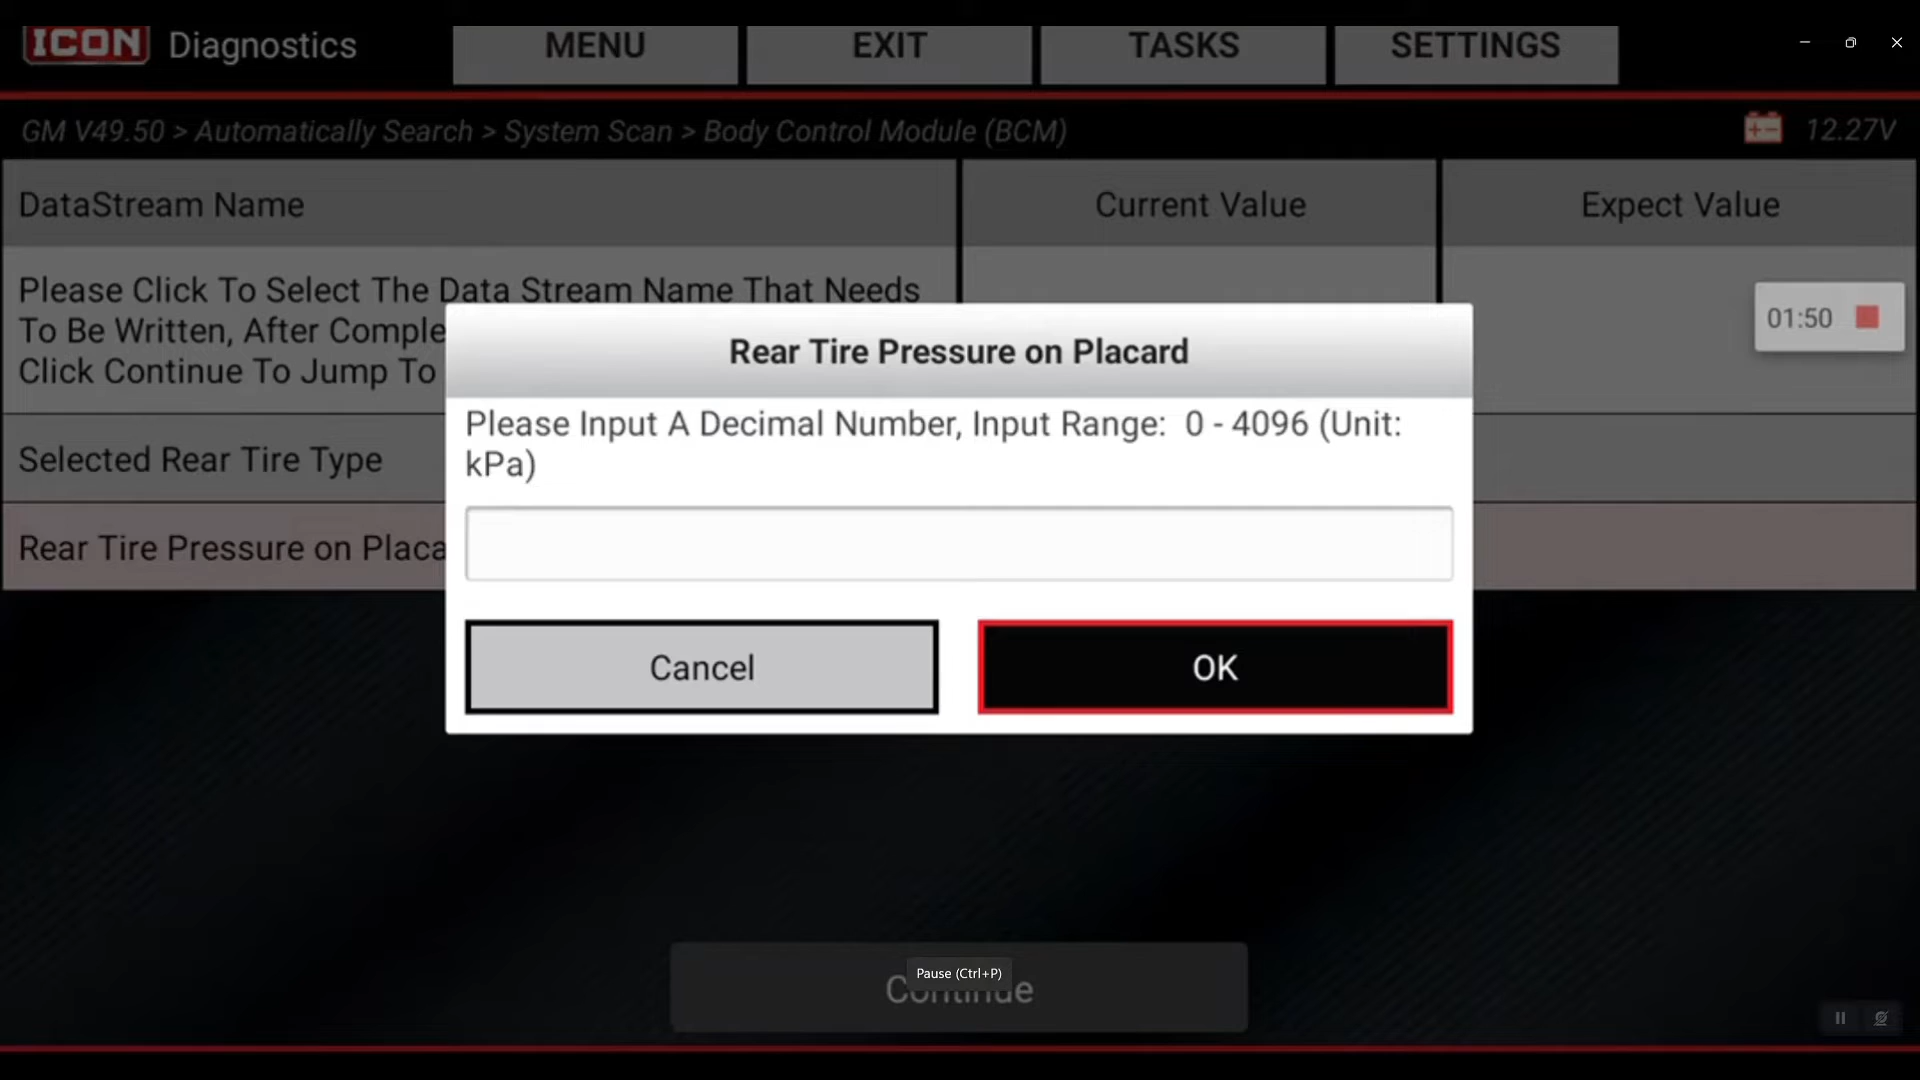 ICON Diagnostics
MENU
EXIT
TASKS
SETTINGS
GM V49.50 > Automatically Search > System Scan > Body Control Module (BCM)
12.27V
DataStream Name
Current Value
Expect Value
Please Click To Select The Data Stream Name That Needs
To Be Written, After Comple
Click Continue To Jump To
01:50
Selected Rear Tire Type
Rear Tire Pressure on Placa
Rear Tire Pressure on Placard
Please Input A Decimal Number, Input Range: 0 - 4096 (Unit:
kPa)
Cancel
OK
Pause (Ctrl+P)
Continue